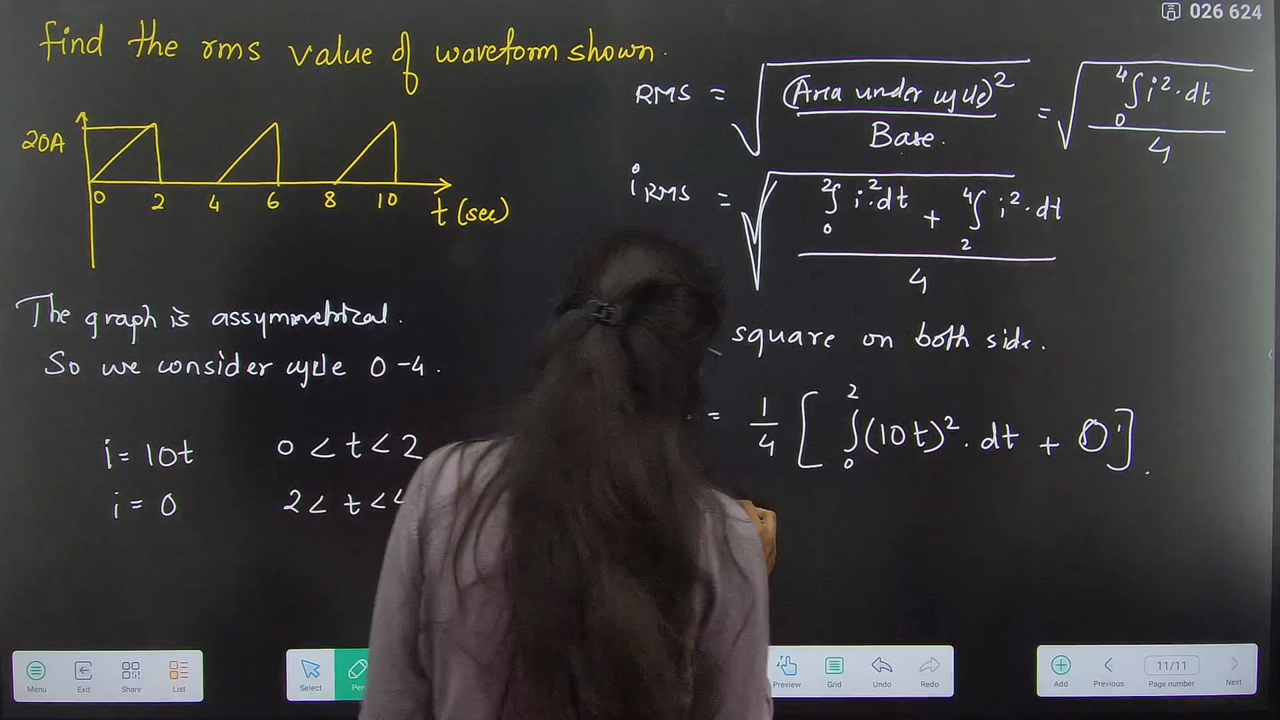 find the rms value of waveform shown.
20A
0 2 4 6 8 10
t (sec)
The graph is assymmetrical.
So we consider cycle 0-4.
i = 10t 0 < t < 2
i = 0 2 < t < 4
RMS = √((Area under cycle)² / Base.) = √(₀⁴∫ i²·dt / 4)
i RMS = √((₀²∫ i²·dt + ₂⁴∫ i²·dt) / 4)
square on both side.
= 1/4 [ ₀²∫ (10t)² . dt + 0 ].
026 624
Menu Exit Share List
Select
Preview Grid Undo Redo
Add Previous 11/11 Page number Next